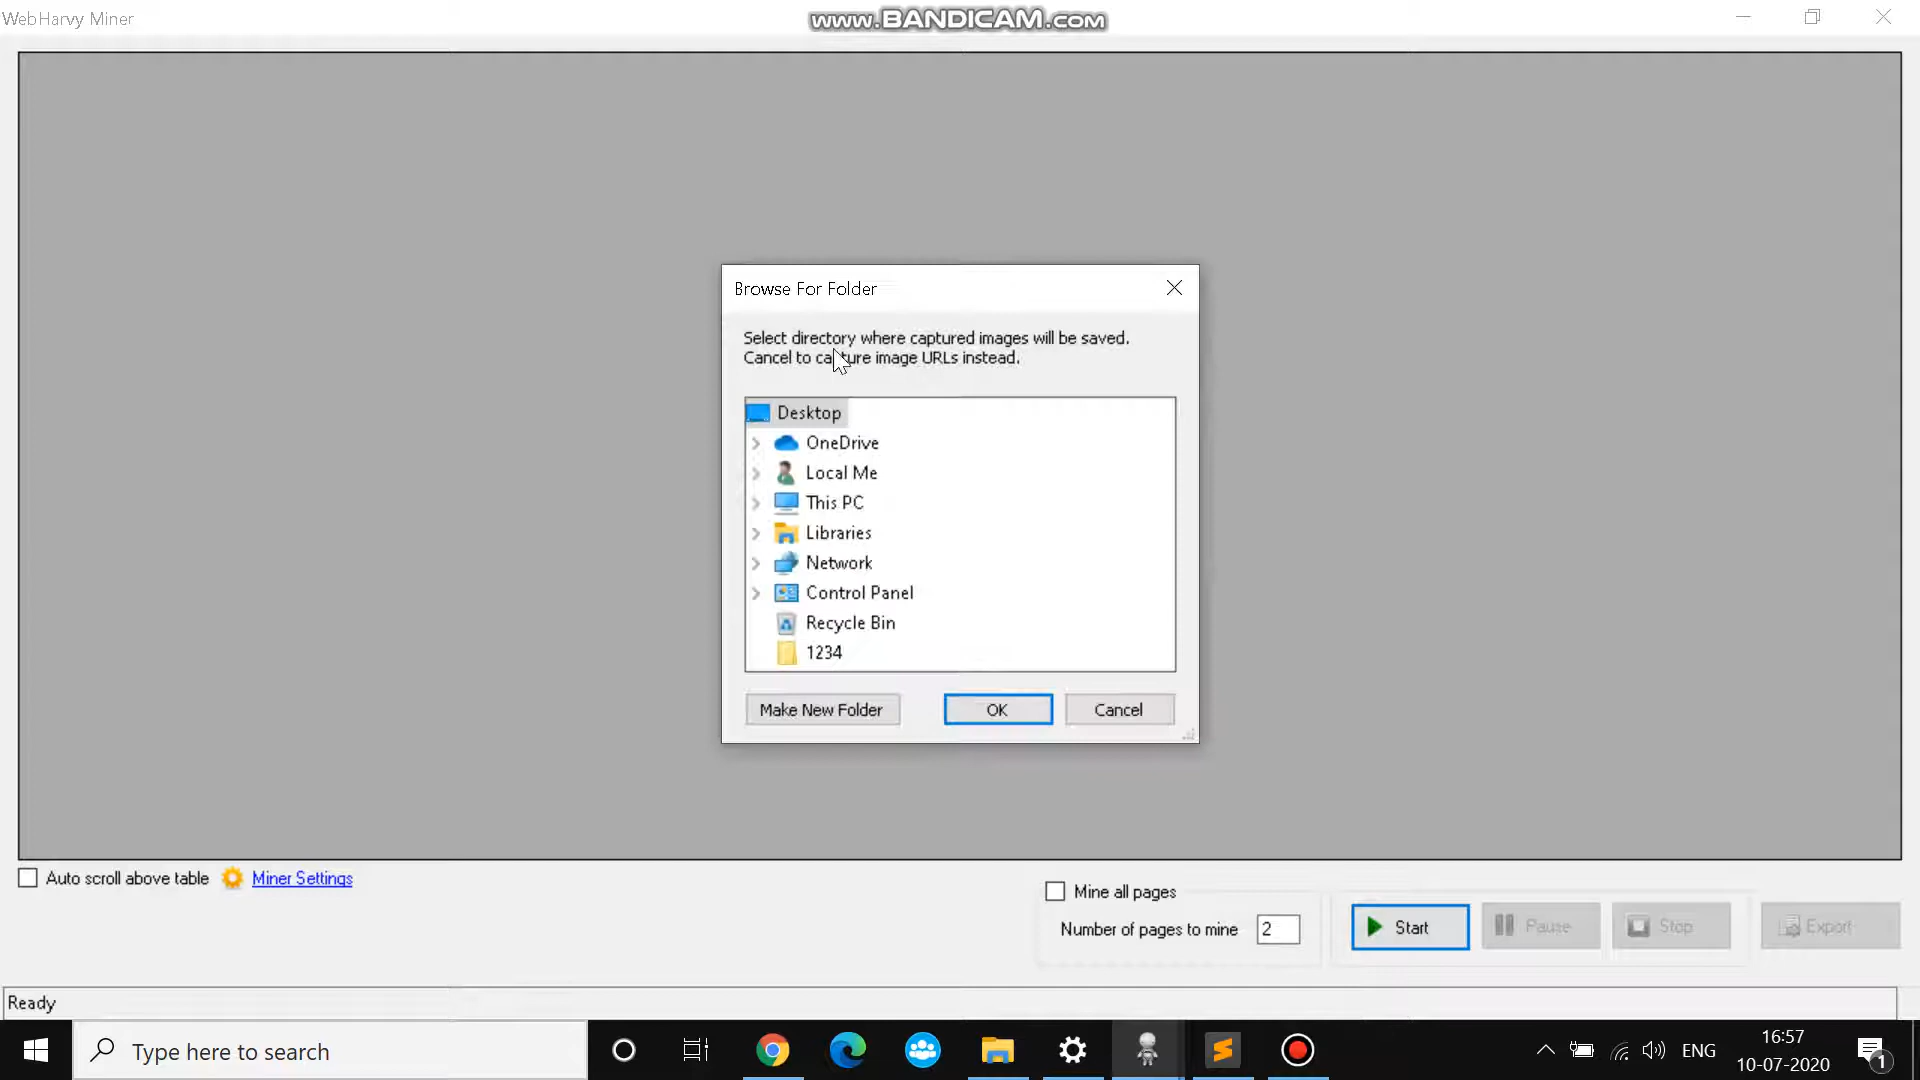 WebHarvy Miner
www.BANDICAM.com
Browse For Folder
Select directory where captured images will be saved.
Cancel to capture image URLs instead.
Desktop
OneDrive
Local Me
This PC
Libraries
Network
Control Panel
Recycle Bin
1234
Make New Folder
OK
Cancel
Auto scroll above table
Miner Settings
Mine all pages
Number of pages to mine 2
Start
Pause
Stop
Export
Ready
Type here to search
ENG
16:57
10-07-2020
1